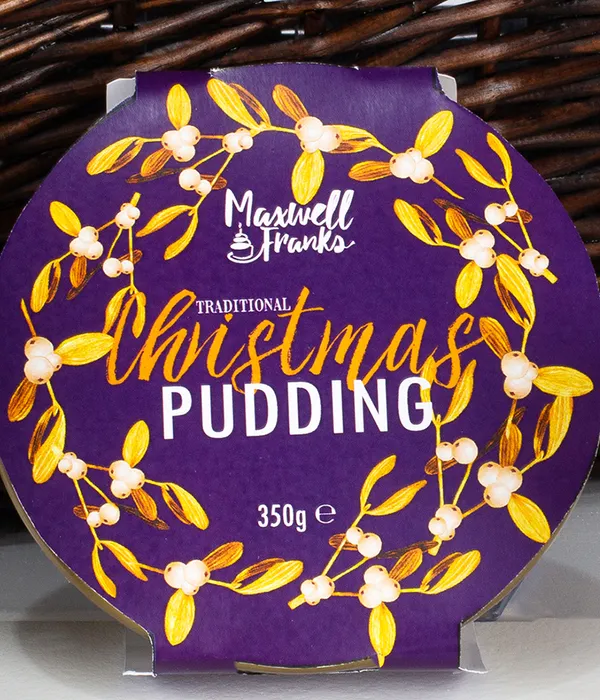 Maxwell
Franks
TRADITIONAL
Christmas
PUDDING
350g ℮